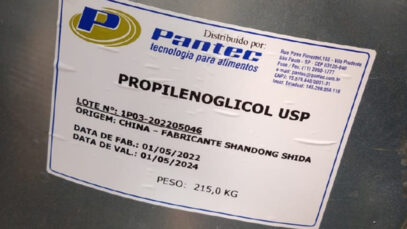 Distribuído por:
Pantec
tecnologia para alimentos
PROPILENOGLICOL USP
LOTE Nº: 1P03-202205046
ORIGEM: CHINA – FABRICANTE SHANDONG SHIDA
DATA DE FAB.: 01/05/2022
DATA DE VAL.: 01/05/2024
PESO: 215,0 KG